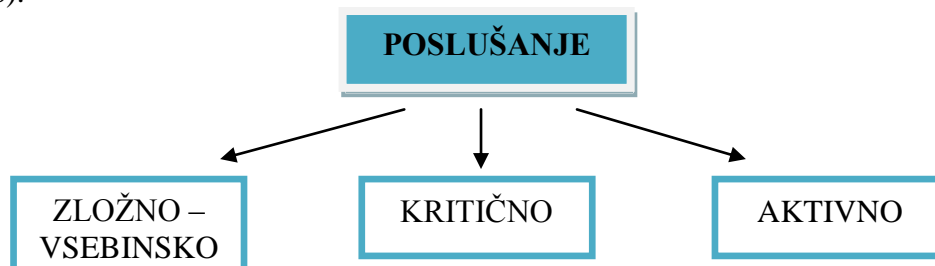 POSLUŠANJE
ZLOŽNO –
VSEBINSKO
KRITIČNO
AKTIVNO